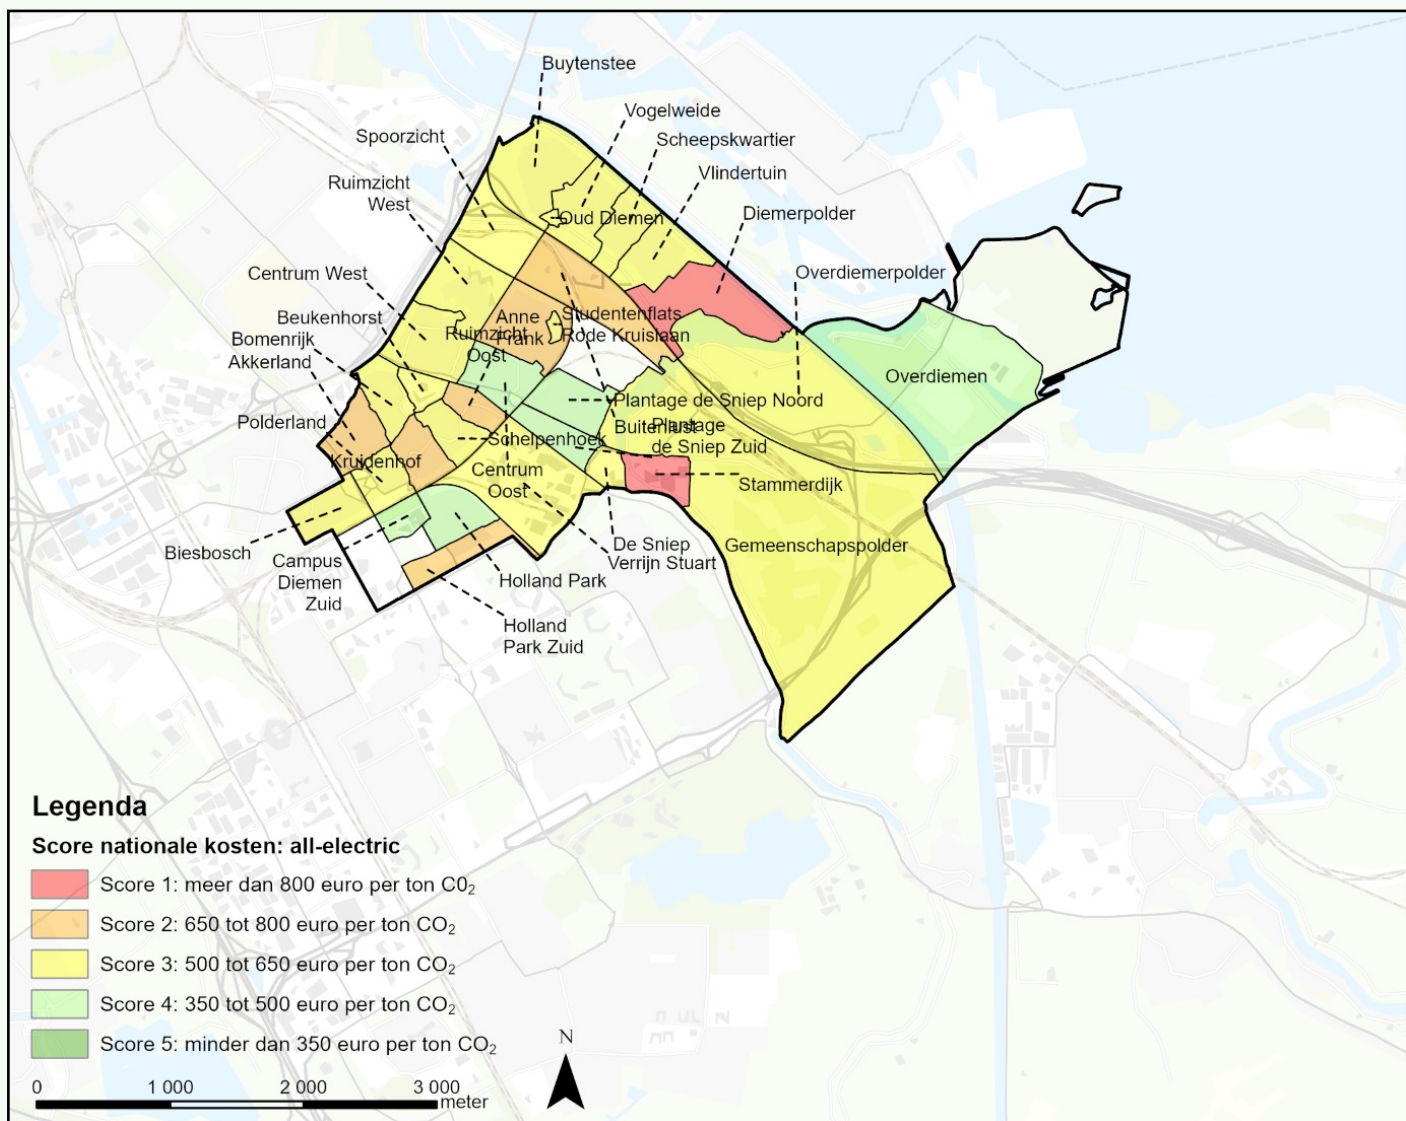 Buytenstee
Vogelweide
Spoorzicht
Scheepskwartier
Vlindertuin
Ruimzicht
West
Oud Diemen
Diemerpolder
Centrum West
Overdiemerpolder
Beukenhorst
Anne
Frank
Studentenflats
Rode Kruislaan
Bomenrijk
Ruimzicht
Oost
Akkerland
Overdiemen
Plantage de Sniep Noord
Polderland
Buitenlust
Plantage
de Sniep Zuid
Schelpenhoek
Kruidenhof
Centrum
Oost
Stammerdijk
De Sniep
Gemeenschapspolder
Biesbosch
Verrijn Stuart
Campus
Diemen
Zuid
Holland Park
Holland
Park Zuid
Legenda
Score nationale kosten: all-electric
Score 1: meer dan 800 euro per ton C0₂
Score 2: 650 tot 800 euro per ton CO₂
Score 3: 500 tot 650 euro per ton CO₂
Score 4: 350 tot 500 euro per ton CO₂
Score 5: minder dan 350 euro per ton CO₂
N
0 1 000 2 000 3 000
meter